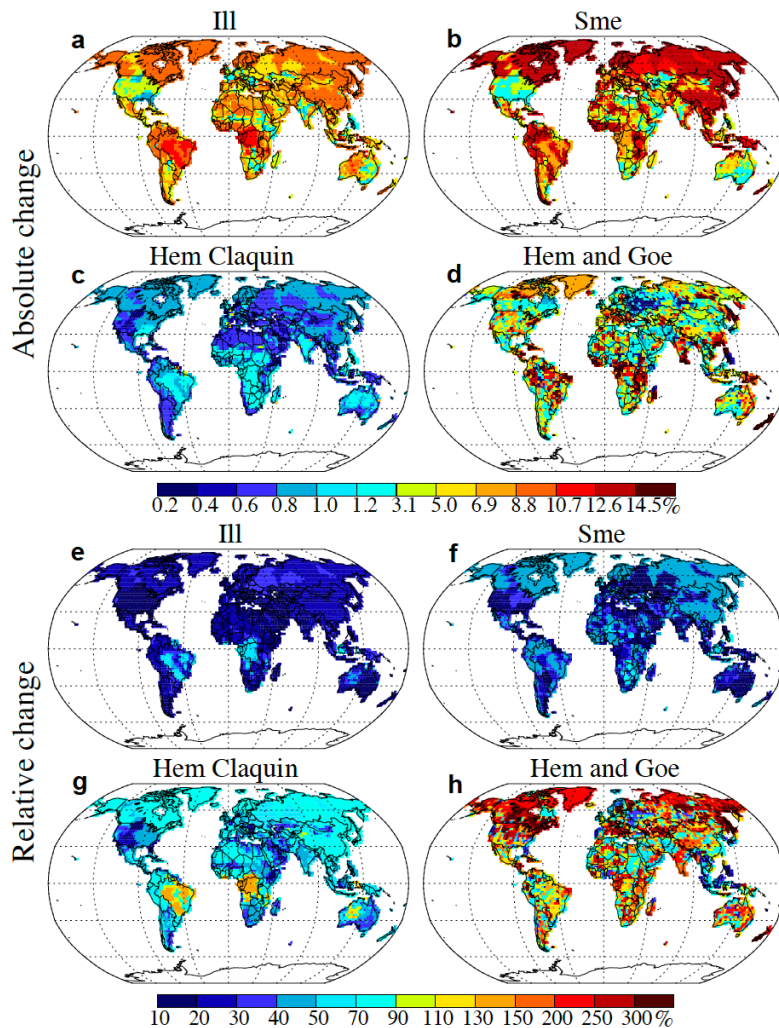 Ill
Sme
a
b
Absolute change
Hem Claquin
Hem and Goe
c
d
0.2 0.4 0.6 0.8 1.0 1.2 3.1 5.0 6.9 8.8 10.7 12.6 14.5%
Ill
Sme
e
f
Relative change
Hem Claquin
Hem and Goe
g
h
10 20 30 40 50 70 90 110 130 150 200 250 300%